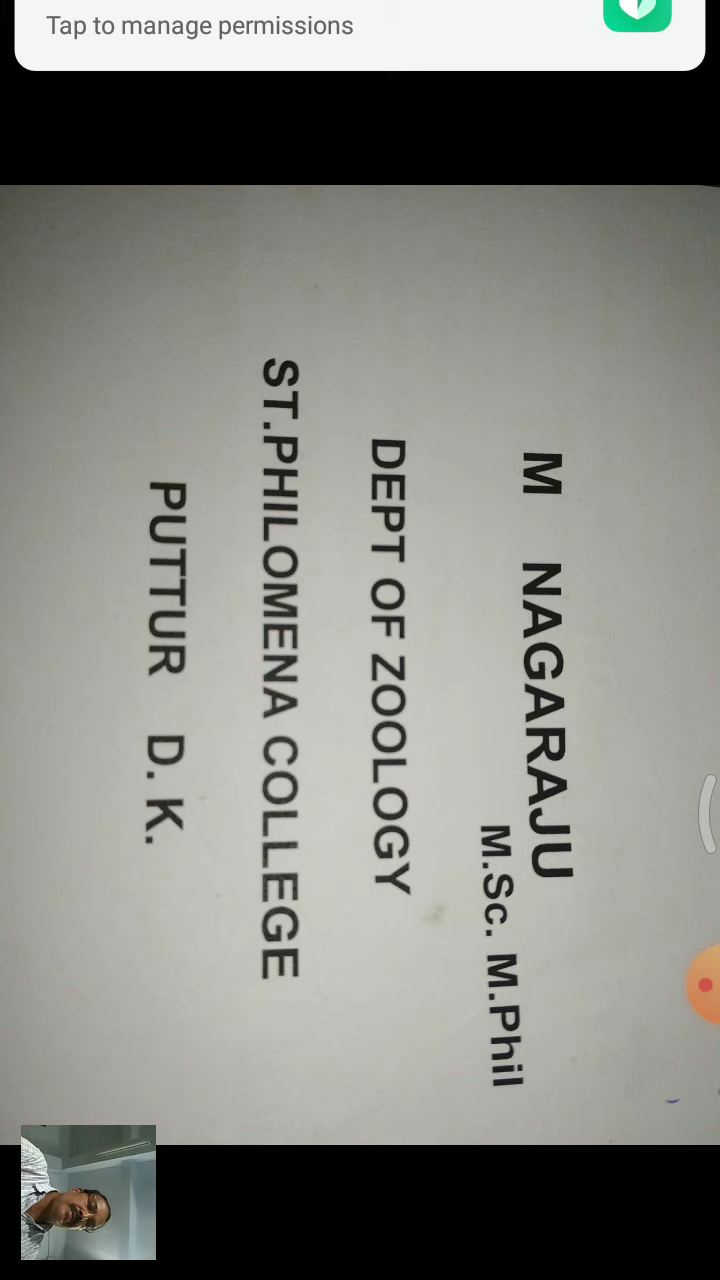 Tap to manage permissions
M NAGARAJU
M.Sc. M.Phil
DEPT OF ZOOLOGY
ST.PHILOMENA COLLEGE
PUTTUR D. K.